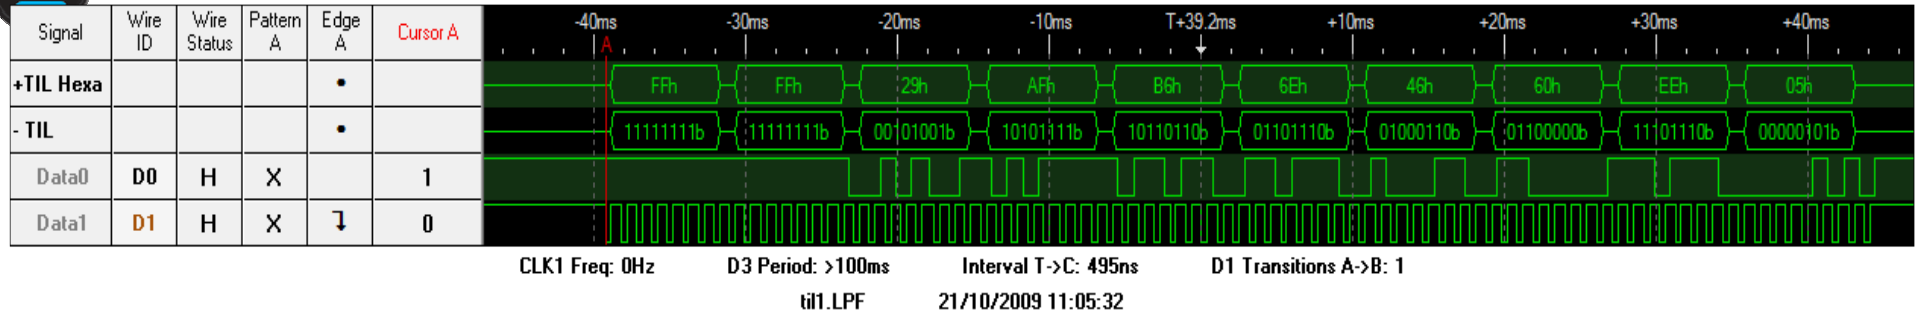 Signal Wire ID Wire Status Pattern A Edge A Cursor A -40ms -30ms -20ms -10ms T+39.2ms +10ms +20ms +30ms +40ms
A
+TIL Hexa • FFh FFh 29h AFh B6h 6Eh 46h 60h EEh 05h
- TIL • 11111111b 11111111b 00101001b 10101111b 10110110b 01101110b 01000110b 01100000b 11101110b 00000101b
Data0 D0 H X 1
Data1 D1 H X 0
CLK1 Freq: 0Hz D3 Period: >100ms Interval T->C: 495ns D1 Transitions A->B: 1
til1.LPF 21/10/2009 11:05:32